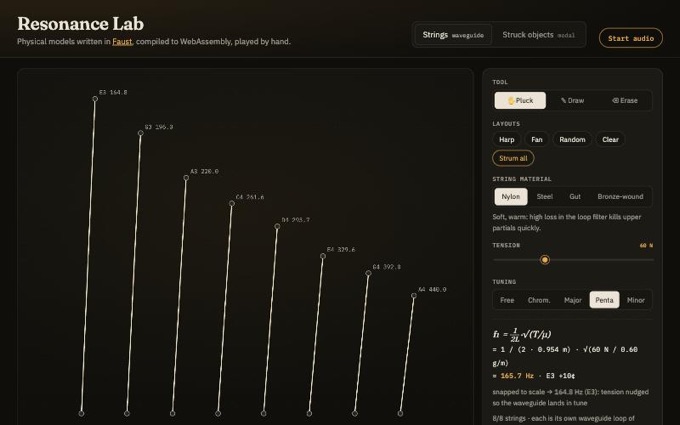 Resonance Lab
Physical models written in Faust, compiled to WebAssembly, played by hand.
Strings waveguide
Struck objects modal
Start audio
E3 164.8
G3 196.3
A3 220.0
C4 261.6
D4 293.7
E4 329.6
G4 392.0
A4 440.0
TOOL
Pluck
Draw
Erase
LAYOUTS
Harp
Fan
Random
Clear
Strum all
STRING MATERIAL
Nylon
Steel
Gut
Bronze-wound
Soft, warm: high loss in the loop filter kills upper
partials quickly.
TENSION
60 N
TUNING
Free
Chrom.
Major
Penta
Minor
f₁ = 1/2L · √(T/μ)
= 1 / (2 · 0.954 m) · √(60 N / 0.60
g/m)
= 165.7 Hz · E3 +10¢
snapped to scale → 164.8 Hz (E3): tension nudged
so the waveguide lands in tune
8/8 strings · each is its own waveguide loop of